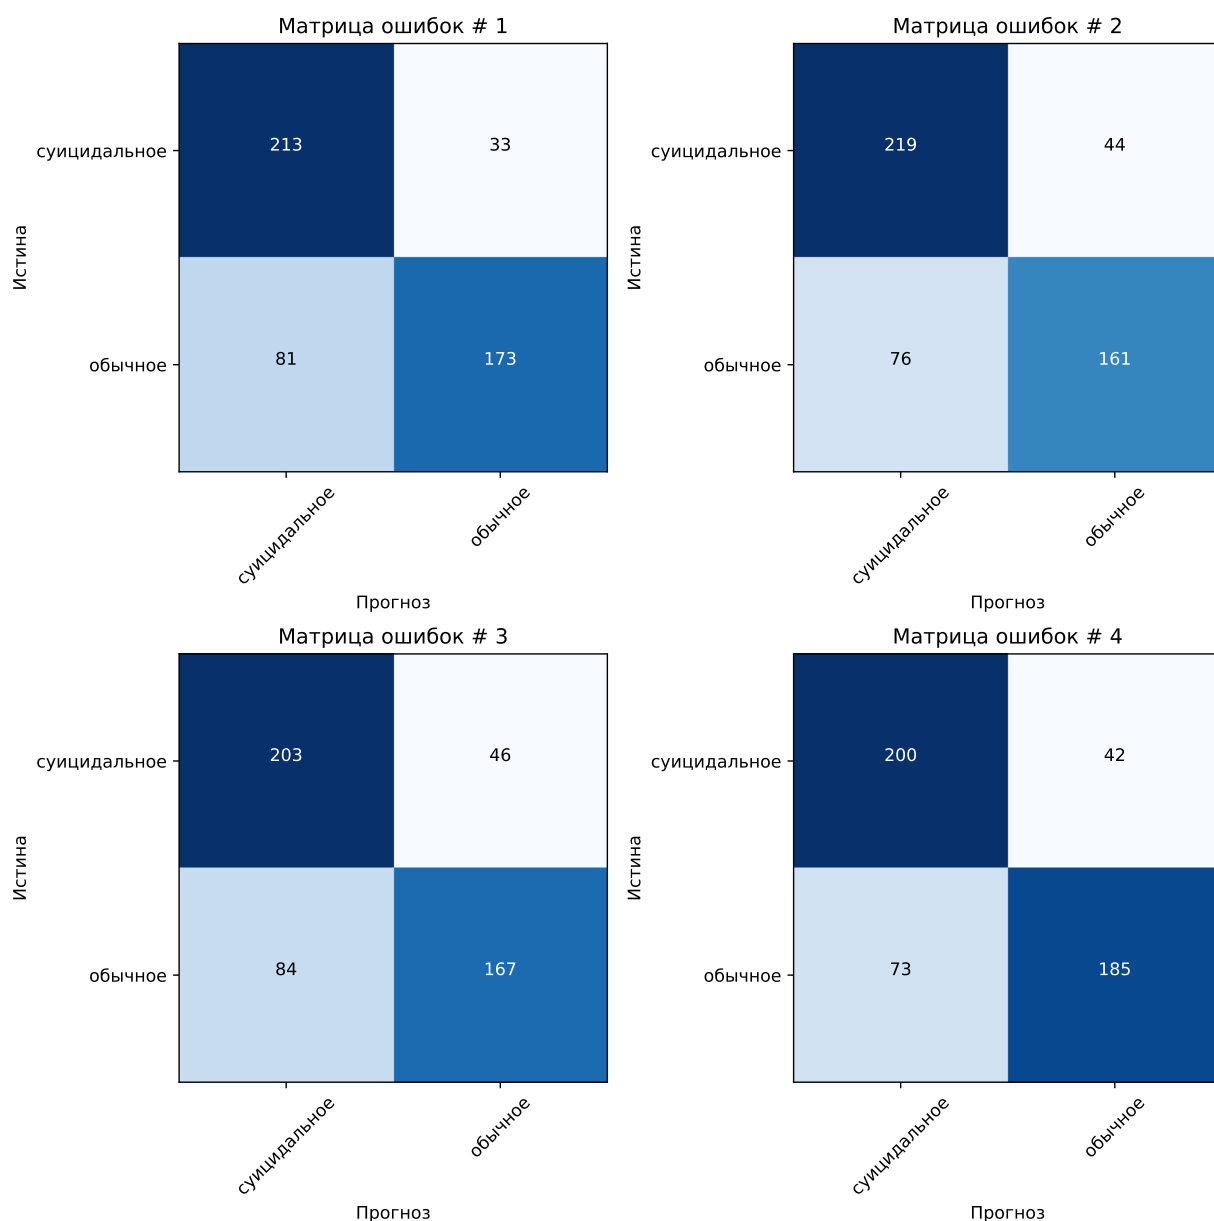 Матрица ошибок # 1
суицидальное
213
33
Истина
обычное
81
173
суицидальное
обычное
Прогноз
Матрица ошибок # 2
суицидальное
219
44
Истина
обычное
76
161
суицидальное
обычное
Прогноз
Матрица ошибок # 3
суицидальное
203
46
Истина
обычное
84
167
суицидальное
обычное
Прогноз
Матрица ошибок # 4
суицидальное
200
42
Истина
обычное
73
185
суицидальное
обычное
Прогноз